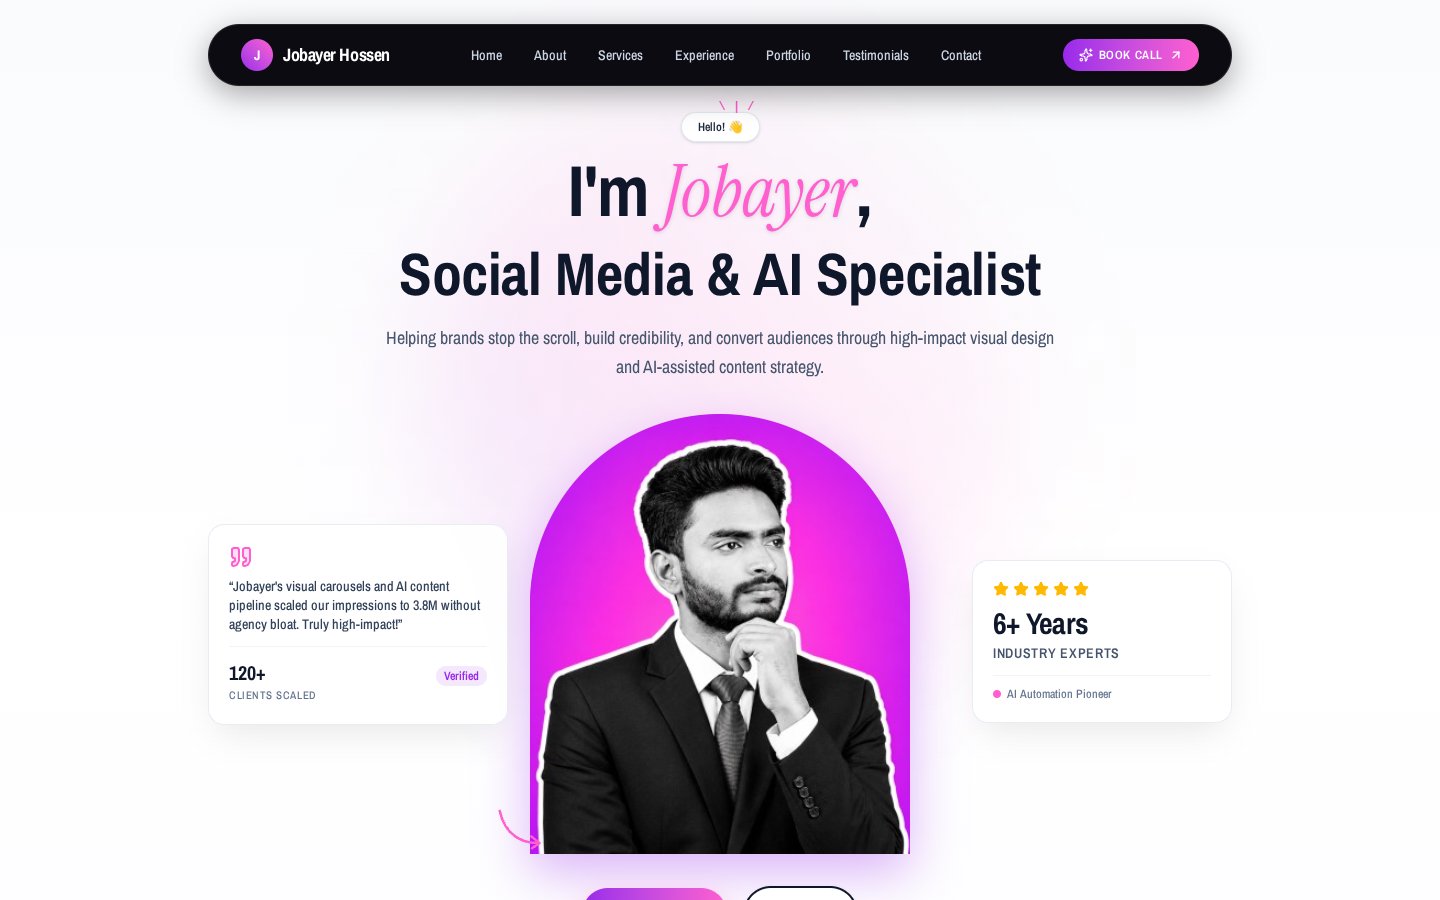 J Jobayer Hossen Home About Services Experience Portfolio Testimonials Contact BOOK CALL
Hello! 👋
I'm Jobayer,
Social Media & AI Specialist
Helping brands stop the scroll, build credibility, and convert audiences through high-impact visual design
and AI-assisted content strategy.
“Jobayer's visual carousels and AI content
pipeline scaled our impressions to 3.8M without
agency bloat. Truly high-impact!”
120+
CLIENTS SCALED
Verified
6+ Years
INDUSTRY EXPERTS
AI Automation Pioneer